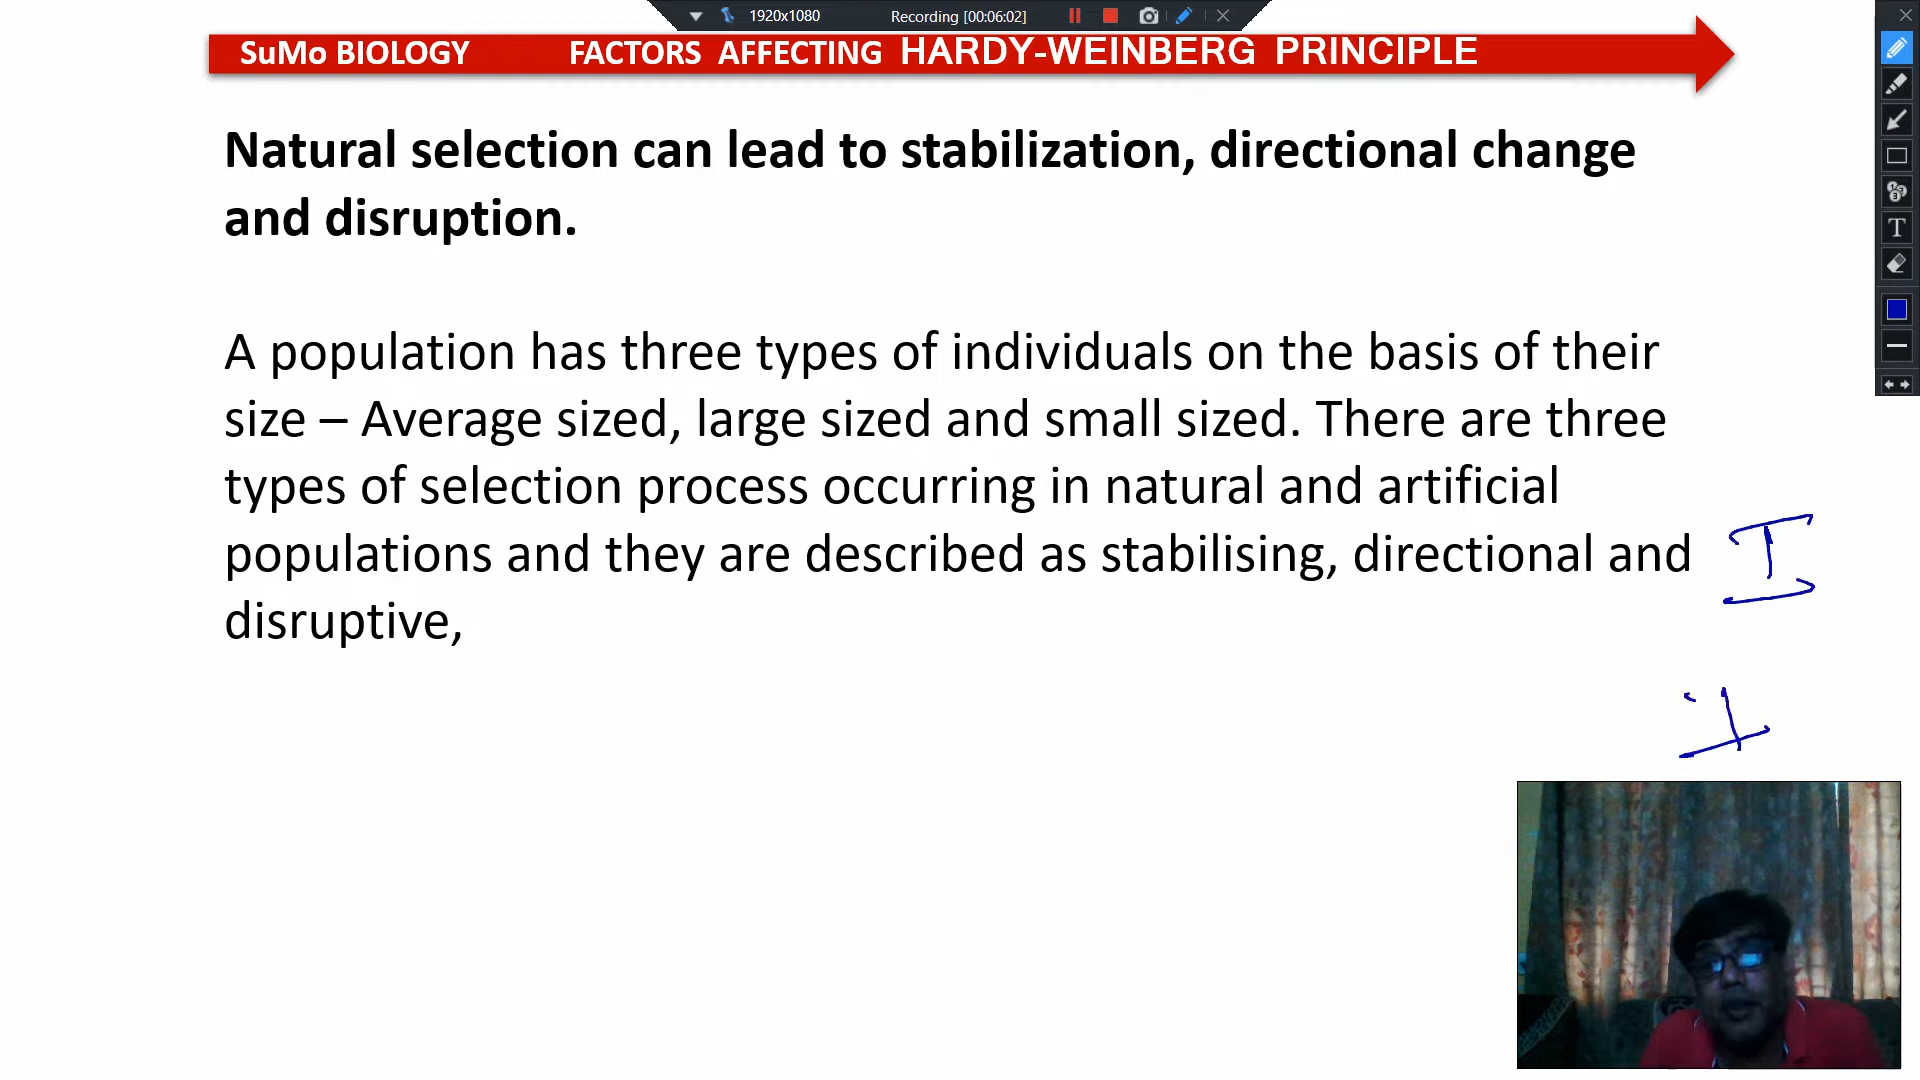 1920x1080 Recording [00:06:02]
SuMo BIOLOGY FACTORS AFFECTING HARDY-WEINBERG PRINCIPLE
Natural selection can lead to stabilization, directional change
and disruption.
A population has three types of individuals on the basis of their
size – Average sized, large sized and small sized. There are three
types of selection process occurring in natural and artificial
populations and they are described as stabilising, directional and
disruptive,
I